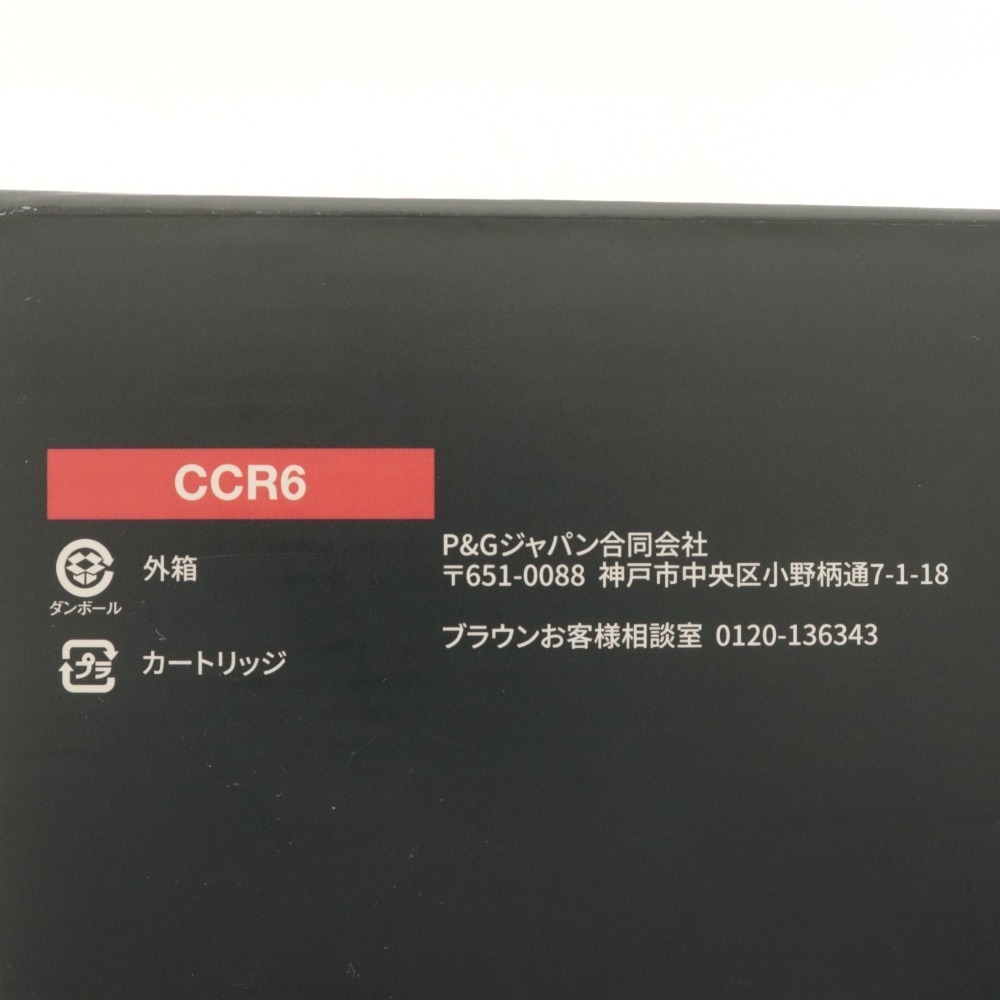 CCR6
外箱
ダンボール
プラ
カートリッジ
P&Gジャパン合同会社
〒651-0088 神戸市中央区小野柄通7-1-18
ブラウンお客様相談室 0120-136343